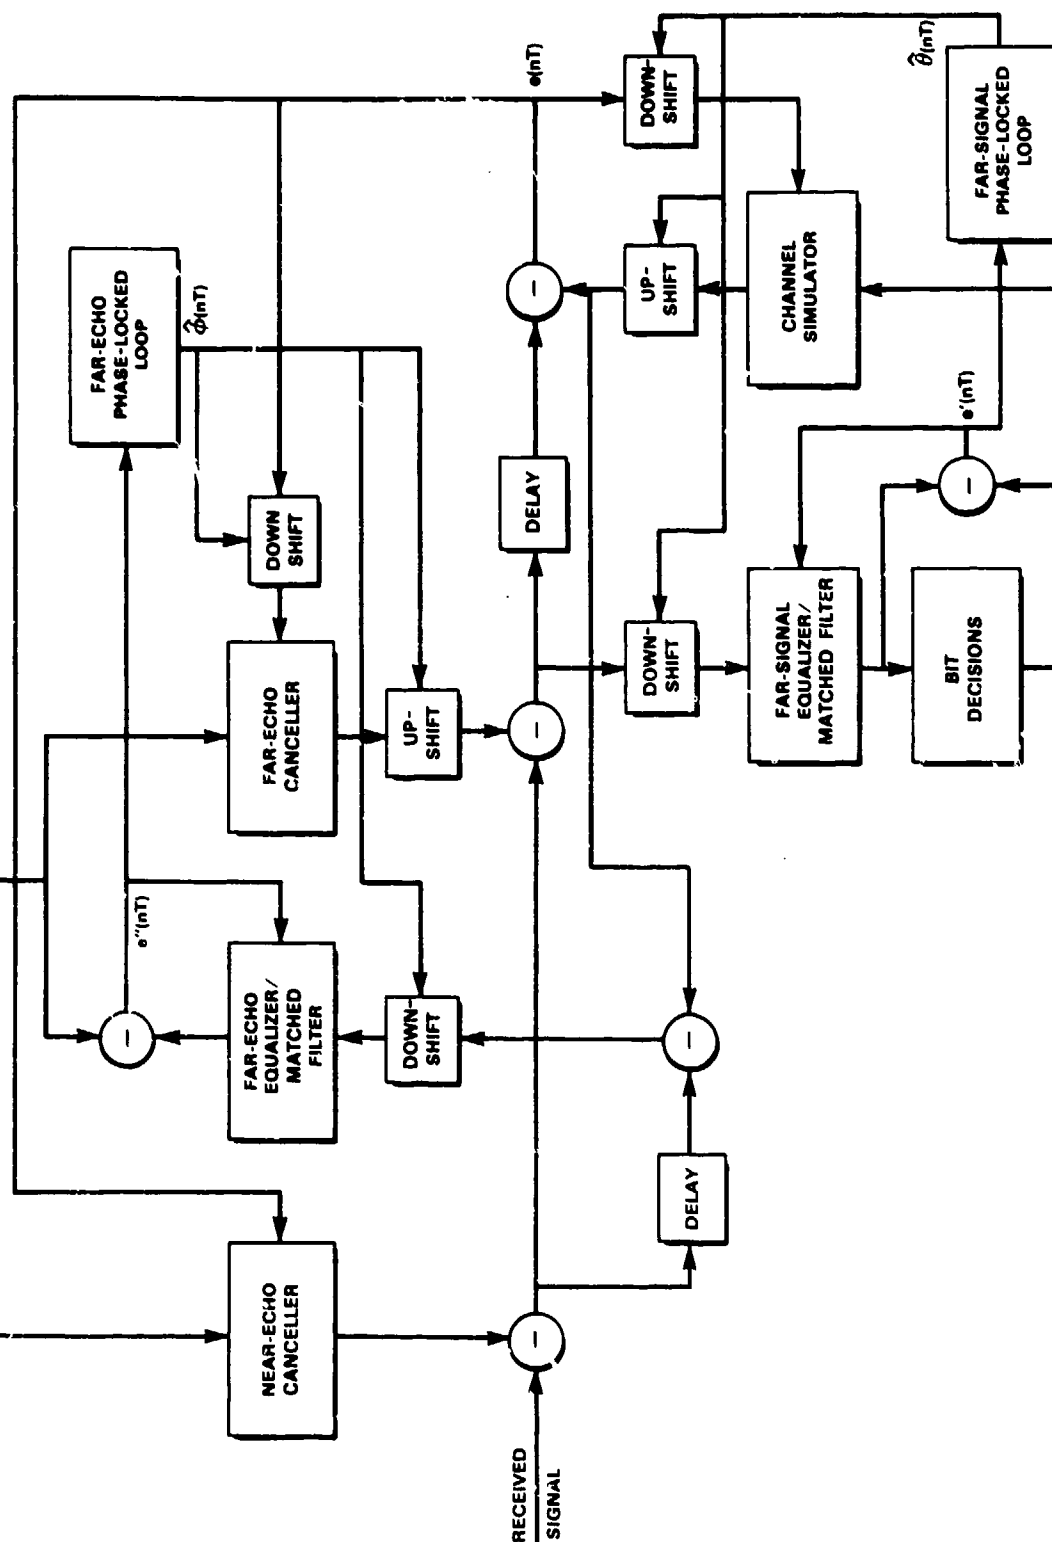 RECEIVED
SIGNAL
NEAR-ECHO
CANCELLER
DELAY
FAR-ECHO
EQUALIZER/
MATCHED
FILTER
e''(nT)
DOWN-
SHIFT
FAR-ECHO
CANCELLER
UP-
SHIFT
DOWN
SHIFT
FAR-ECHO
PHASE-LOCKED
LOOP
φ̂(nT)
DELAY
e(nT)
DOWN-
SHIFT
FAR-SIGNAL
EQUALIZER/
MATCHED FILTER
BIT
DECISIONS
e'(nT)
UP-
SHIFT
CHANNEL
SIMULATOR
DOWN-
SHIFT
θ̂(nT)
FAR-SIGNAL
PHASE-LOCKED
LOOP